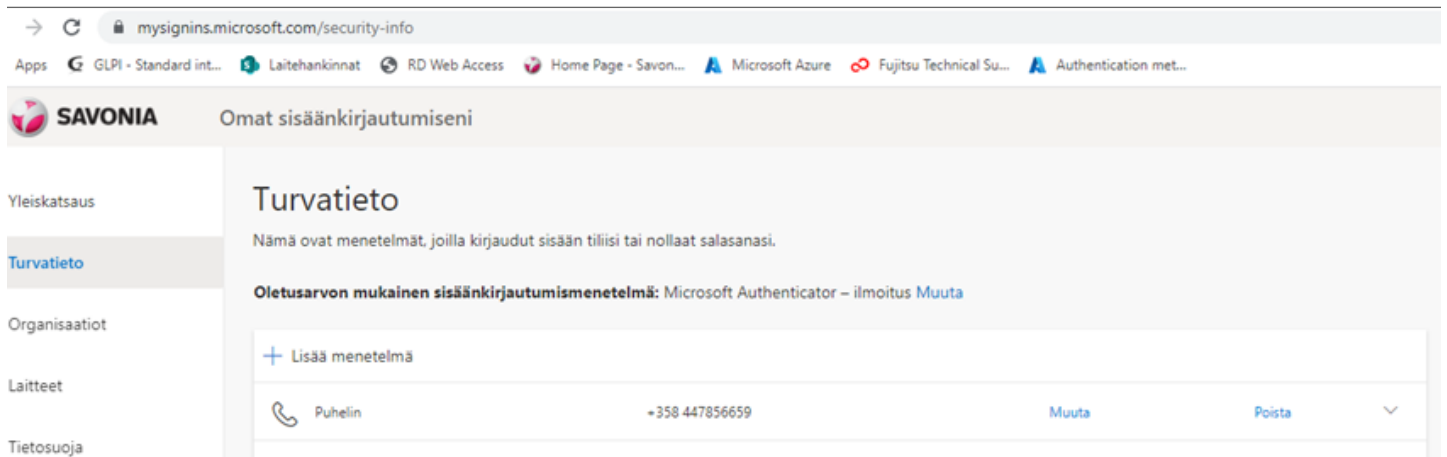 mysignins.microsoft.com/security-info
Apps GLPI - Standard int... Laitehankinnat RD Web Access Home Page - Savon... Microsoft Azure Fujitsu Technical Su... Authentication met...
SAVONIA Omat sisäänkirjautumiseni
Yleiskatsaus
Turvatieto
Organisaatiot
Laitteet
Tietosuoja
Turvatieto
Nämä ovat menetelmät, joilla kirjaudut sisään tiliisi tai nollaat salasanasi.
Oletusarvon mukainen sisäänkirjautumismenetelmä: Microsoft Authenticator – ilmoitus Muuta
+ Lisää menetelmä
Puhelin +358 447856659 Muuta Poista